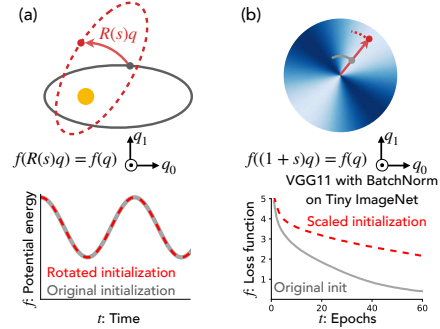 (a)
R(s)q
q₁
q₀
f(R(s)q) = f(q)
f: Potential energy
Rotated initialization
Original initialization
t: Time
(b)
q₁
q₀
f((1 + s)q) = f(q)
VGG11 with BatchNorm
on Tiny ImageNet
5
4
3
2
1
0
20
40
60
f: Loss function
Scaled initialization
Original init
t: Epochs